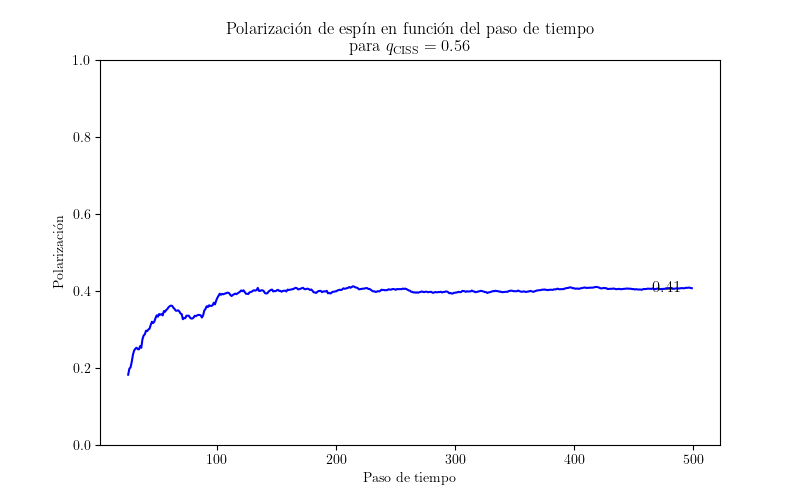 Polarización de espín en función del paso de tiempo
para q_CISS = 0.56
1.0
0.8
0.6
0.4
0.2
0.0
Polarización
0.41
100 200 300 400 500
Paso de tiempo